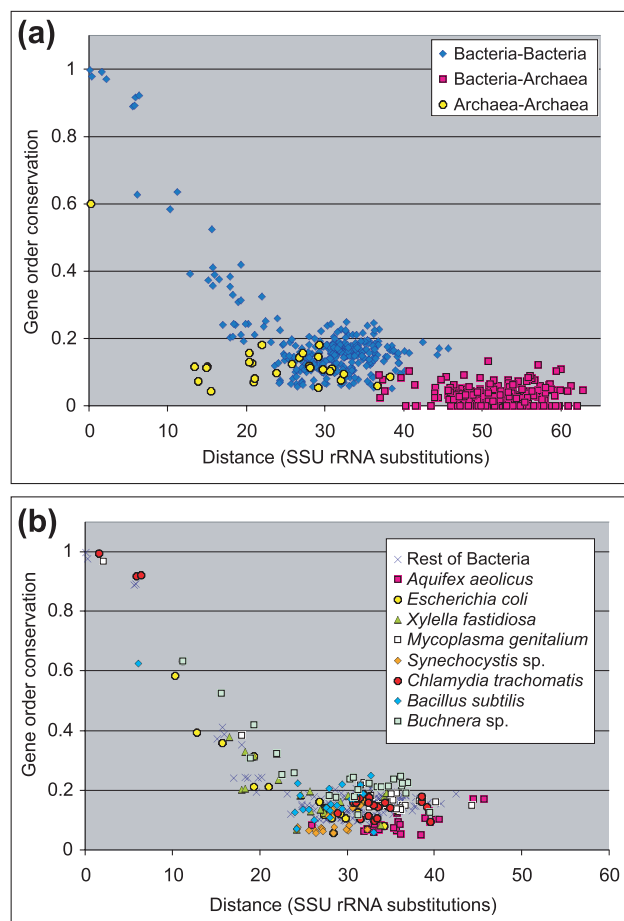 (a)
Bacteria-Bacteria
Bacteria-Archaea
Archaea-Archaea
Gene order conservation
1
0.8
0.6
0.4
0.2
0
0 10 20 30 40 50 60
Distance (SSU rRNA substitutions)
(b)
Rest of Bacteria
Aquifex aeolicus
Escherichia coli
Xylella fastidiosa
Mycoplasma genitalium
Synechocystis sp.
Chlamydia trachomatis
Bacillus subtilis
Buchnera sp.
Gene order conservation
1
0.8
0.6
0.4
0.2
0
0 10 20 30 40 50 60
Distance (SSU rRNA substitutions)